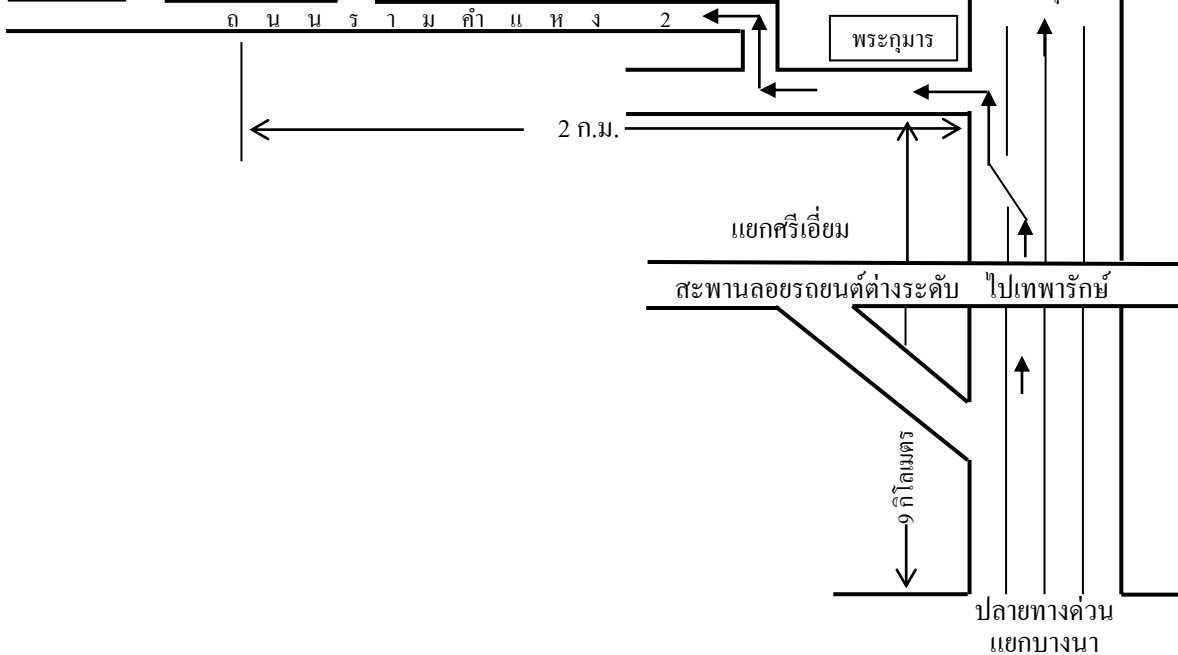 ถ น น ร า ม คำ แ ห ง 2
พระกุมาร
2 ก.ม.
แยกศรีเอี่ยม
สะพานลอยรถยนต์ต่างระดับ ไปเทพารักษ์
9 กิโลเมตร
ปลายทางด่วน
แยกบางนา